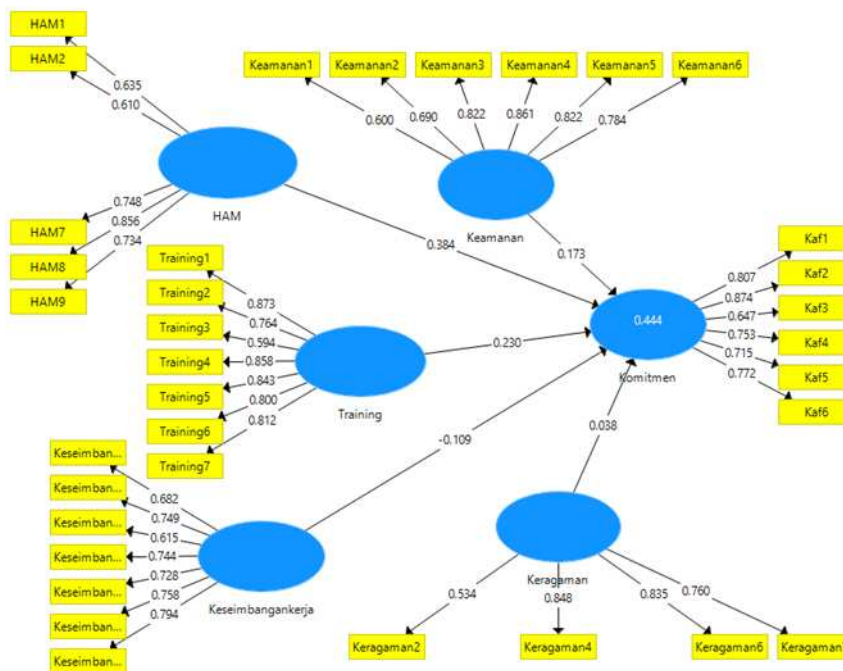 HAM1
HAM2
0.635
0.610
HAM7
HAM8
HAM9
0.748
0.856
0.734
HAM
Keamanan1 Keamanan2 Keamanan3 Keamanan4 Keamanan5 Keamanan6
0.600 0.690 0.822 0.861 0.822 0.784
Keamanan
0.384
0.173
Training1
Training2
Training3
Training4
Training5
Training6
Training7
0.873
0.764
0.594
0.858
0.843
0.800
0.812
Training
0.230
0.444
Komitmen
Kaf1
Kaf2
Kaf3
Kaf4
Kaf5
Kaf6
0.807
0.874
0.647
0.753
0.715
0.772
-0.109
0.038
Keseimban...
Keseimban...
Keseimban...
Keseimban...
Keseimban...
Keseimban...
Keseimban...
0.682
0.749
0.615
0.744
0.728
0.758
0.794
Keseimbangankerja
Keragaman
0.534 0.848 0.835 0.760
Keragaman2 Keragaman4 Keragaman6 Keragaman